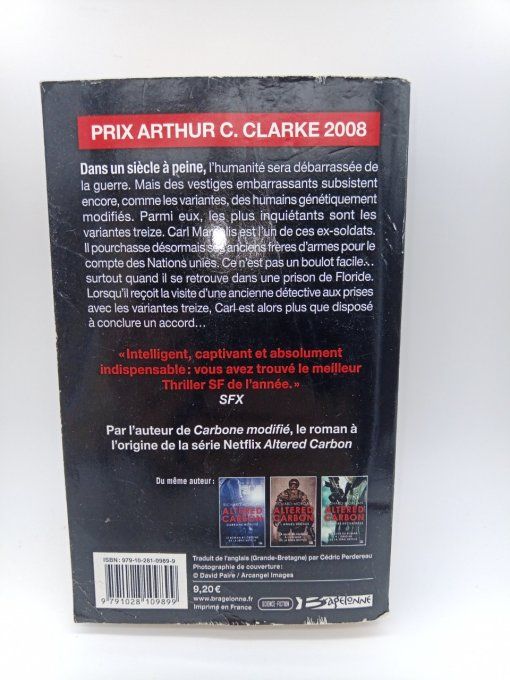 PRIX ARTHUR C. CLARKE 2008
Dans un siècle à peine, l'humanité sera débarrassée de
la guerre. Mais des vestiges embarrassants subsistent
encore, comme les variantes, des humains génétiquement
modifiés. Parmi eux, les plus inquiétants sont les
variantes treize. Carl est l'un de ces ex-soldats.
Il pourchasse désormais ses anciens frères d'armes pour le
compte des Nations unies. Ce n'est pas un boulot facile...
surtout quand il se retrouve dans une prison de Floride.
Lorsqu'il reçoit la visite d'une ancienne détective aux prises
avec les variantes treize, Carl est alors plus que disposé
à conclure un accord...
« Intelligent, captivant et absolument
indispensable : vous avez trouvé le meilleur
Thriller SF de l'année. »
SFX
Par l'auteur de Carbone modifié, le roman à
l'origine de la série Netflix Altered Carbon
Du même auteur :
ALTERED CARBON
ALTERED CARBON
ALTERED CARBON
ISBN : 979-10-281-0989-9
9 791028 109899
Traduit de l'anglais (Grande-Bretagne) par Cédric Perdereau
Photographie de couverture :
© David Paire / Arcangel Images
9,20 €
www.bragelonne.fr
Imprimé en France
SCIENCE-FICTION
BRAGELONNE